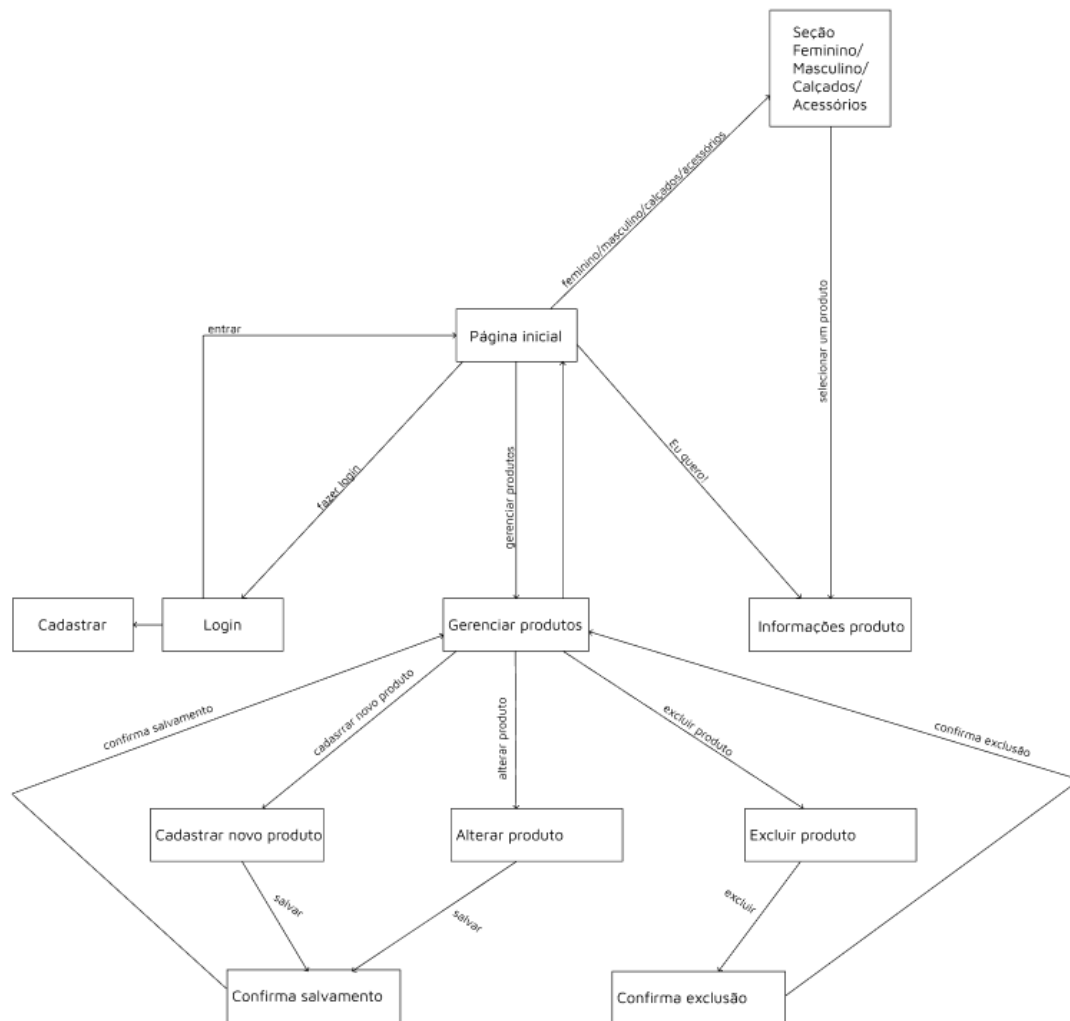 Seção
Feminino/
Masculino/
Calçados/
Acessórios
feminino/masculino/calçados/acessórios
selecionar um produto
entrar
Página inicial
fazer login
gerenciar produtos
Eu quero!
Cadastrar
Login
Gerenciar produtos
Informações produto
confirma salvamento
cadasrrar novo produto
alterar produto
excluir produto
confirma exclusão
Cadastrar novo produto
Alterar produto
Excluir produto
salvar
salvar
excluir
Confirma salvamento
Confirma exclusão